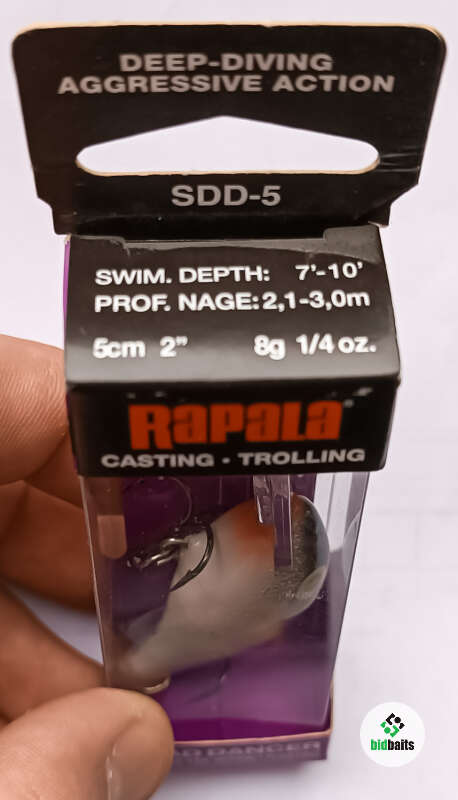 DEEP-DIVING
AGGRESSIVE ACTION
SDD-5
SWIM. DEPTH: 7'-10'
PROF. NAGE: 2,1-3,0m
5cm 2" 8g 1/4 oz.
RAPALA
CASTING • TROLLING
DANCER
bidbaits